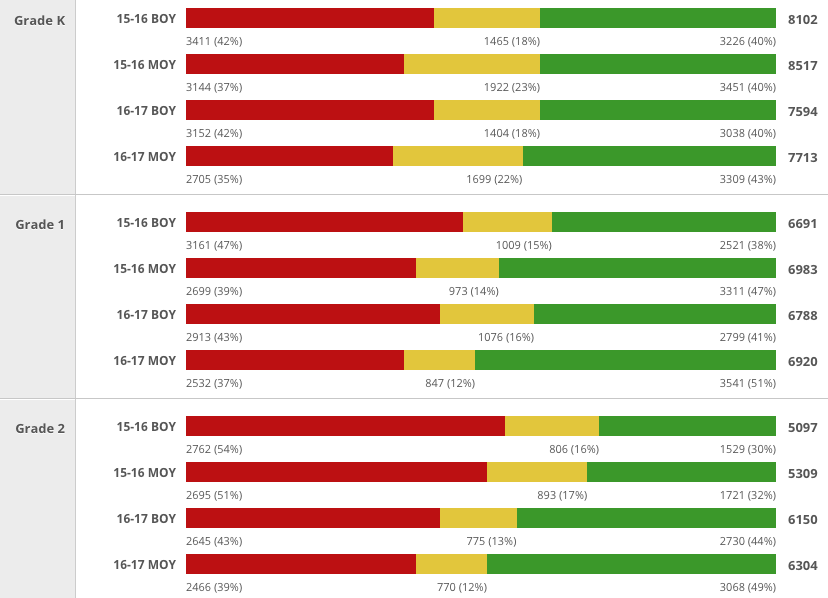 Grade K
15-16 BOY 8102
3411 (42%) 1465 (18%) 3226 (40%)
15-16 MOY 8517
3144 (37%) 1922 (23%) 3451 (40%)
16-17 BOY 7594
3152 (42%) 1404 (18%) 3038 (40%)
16-17 MOY 7713
2705 (35%) 1699 (22%) 3309 (43%)
Grade 1
15-16 BOY 6691
3161 (47%) 1009 (15%) 2521 (38%)
15-16 MOY 6983
2699 (39%) 973 (14%) 3311 (47%)
16-17 BOY 6788
2913 (43%) 1076 (16%) 2799 (41%)
16-17 MOY 6920
2532 (37%) 847 (12%) 3541 (51%)
Grade 2
15-16 BOY 5097
2762 (54%) 806 (16%) 1529 (30%)
15-16 MOY 5309
2695 (51%) 893 (17%) 1721 (32%)
16-17 BOY 6150
2645 (43%) 775 (13%) 2730 (44%)
16-17 MOY 6304
2466 (39%) 770 (12%) 3068 (49%)